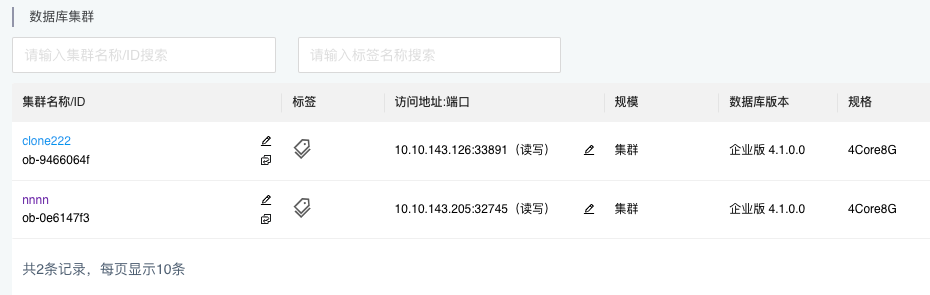 数据库集群
请输入集群名称/ID搜索 请输入标签名称搜索
集群名称/ID 标签 访问地址:端口 规模 数据库版本 规格
clone222
ob-9466064f
10.10.143.126:33891（读写） 集群 企业版 4.1.0.0 4Core8G
nnnn
ob-0e6147f3
10.10.143.205:32745（读写） 集群 企业版 4.1.0.0 4Core8G
共2条记录，每页显示10条